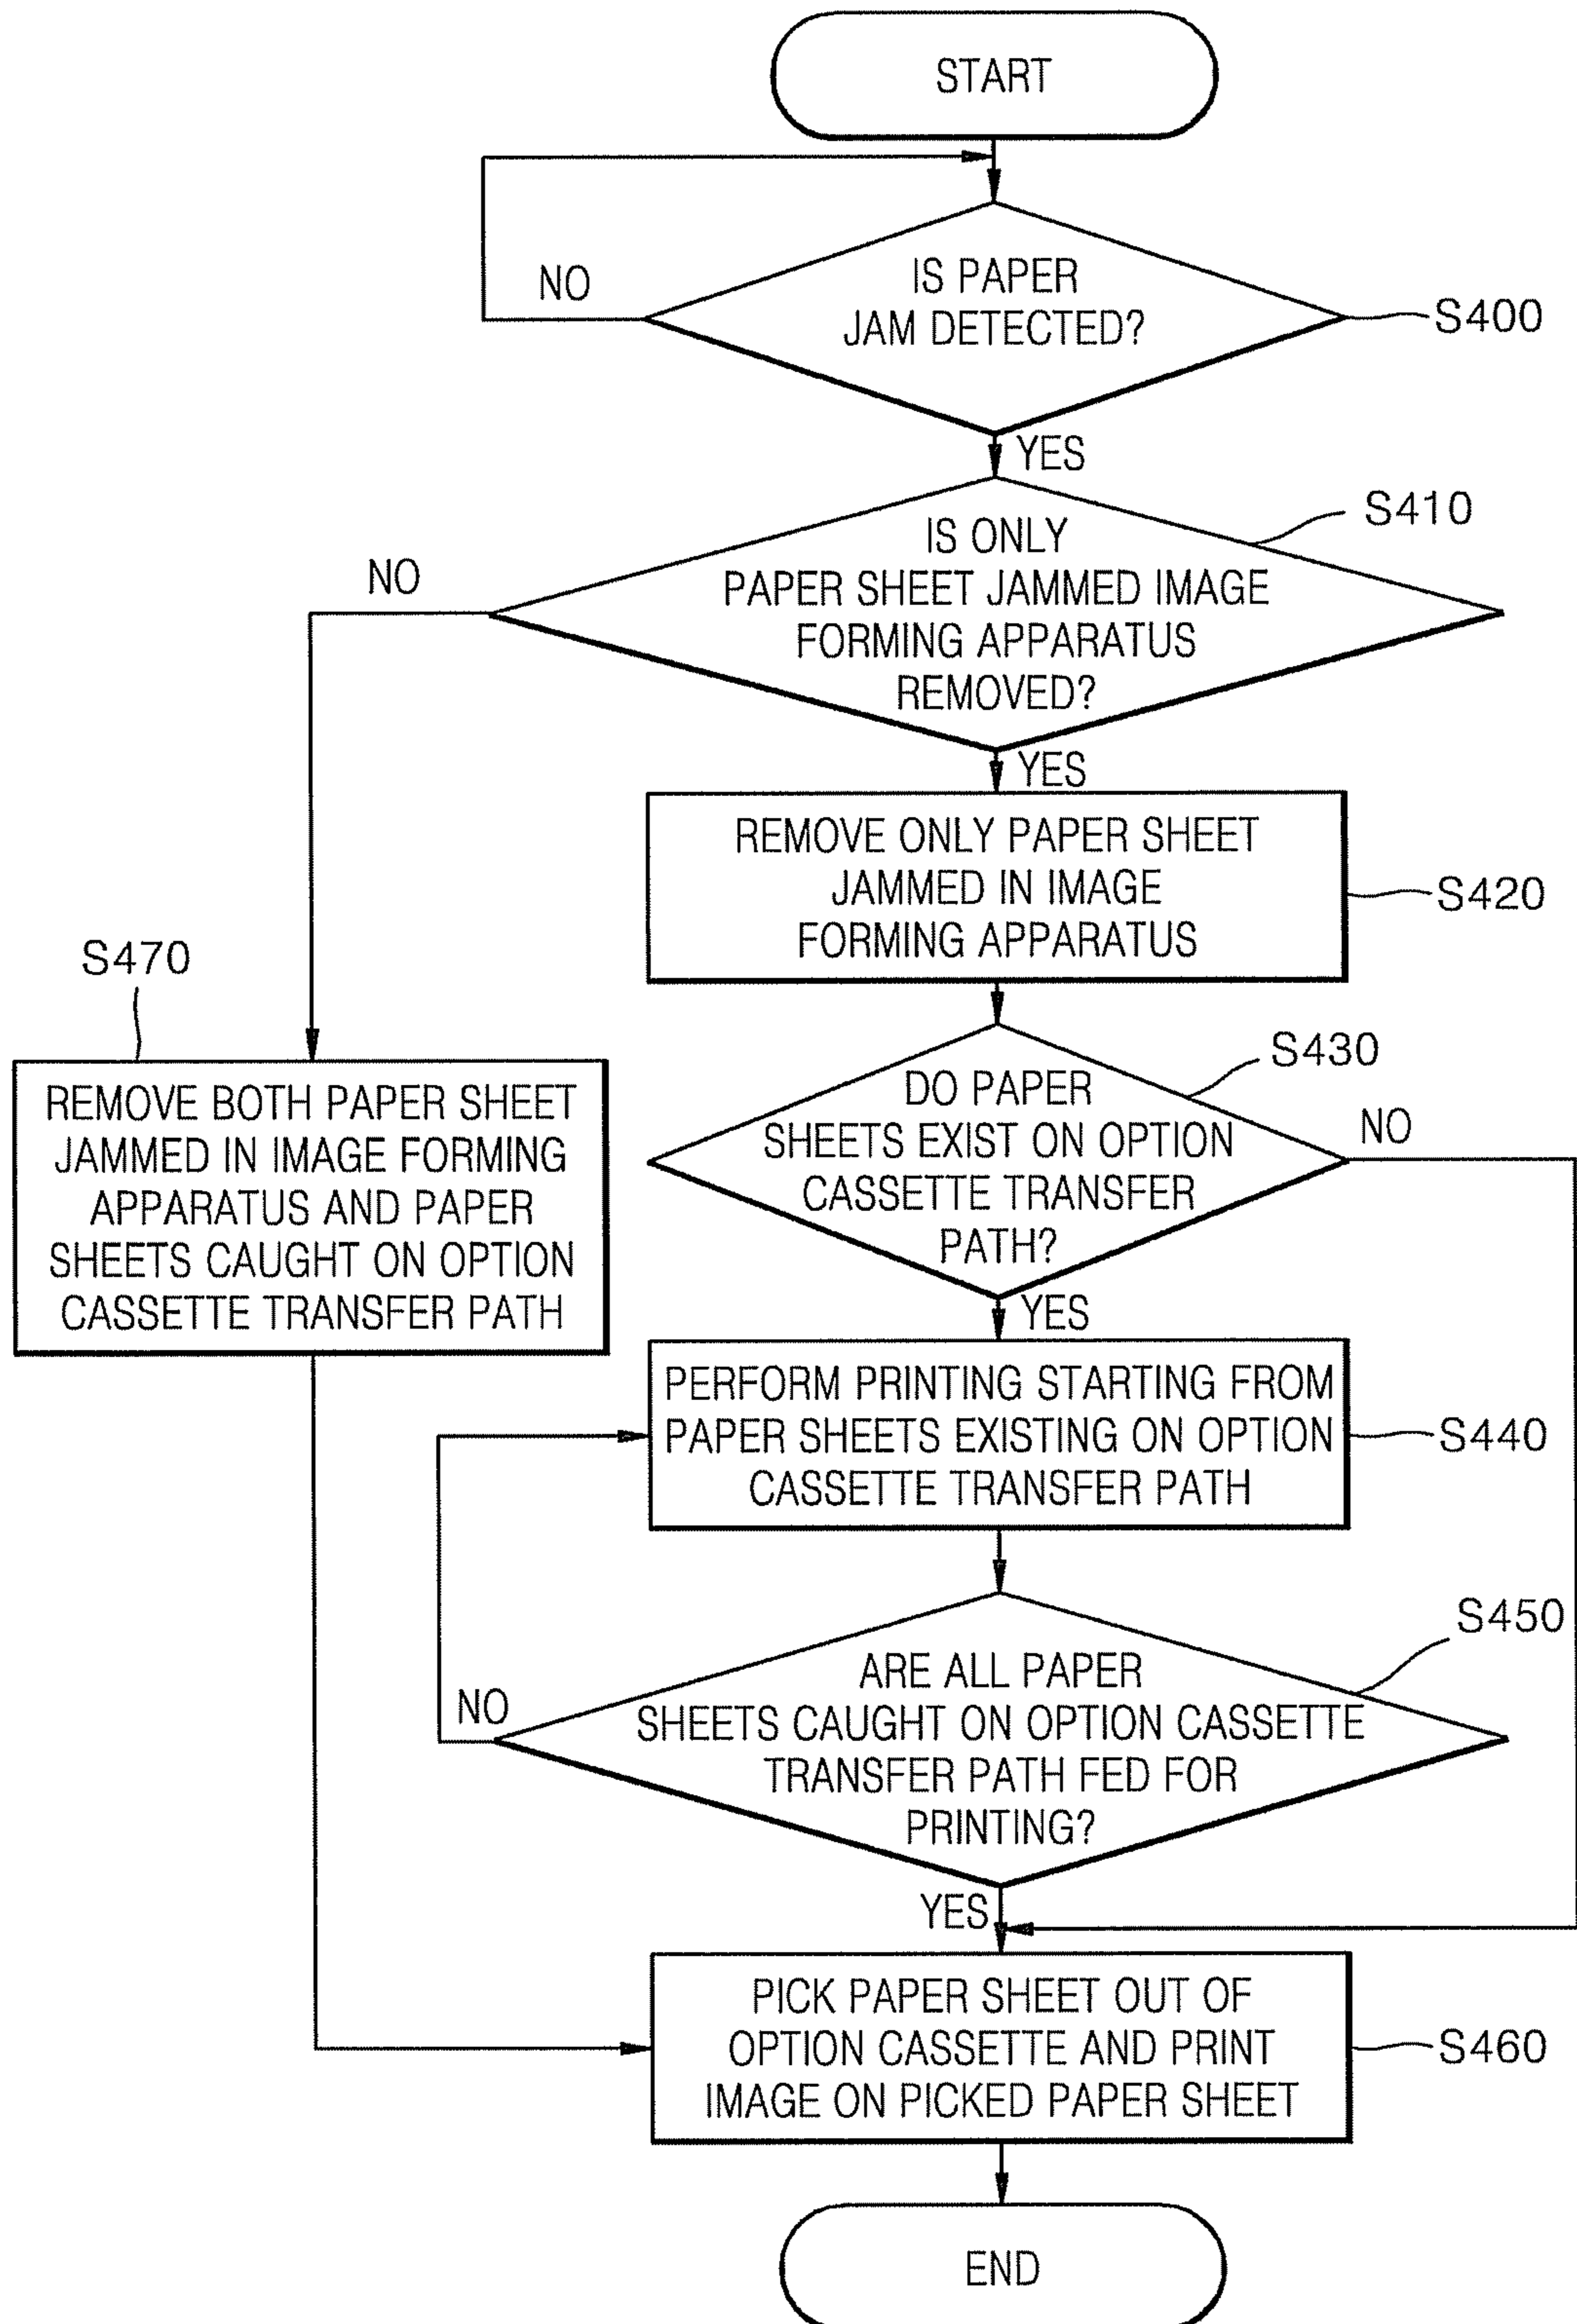 START
IS PAPER
JAM DETECTED?
NO
S400
YES
S410
IS ONLY
PAPER SHEET JAMMED IMAGE
FORMING APPARATUS
REMOVED?
NO
YES
REMOVE ONLY PAPER SHEET
JAMMED IN IMAGE
FORMING APPARATUS
S420
S470
REMOVE BOTH PAPER SHEET
JAMMED IN IMAGE FORMING
APPARATUS AND PAPER
SHEETS CAUGHT ON OPTION
CASSETTE TRANSFER PATH
S430
DO PAPER
SHEETS EXIST ON OPTION
CASSETTE TRANSFER
PATH?
NO
YES
PERFORM PRINTING STARTING FROM
PAPER SHEETS EXISTING ON OPTION
CASSETTE TRANSFER PATH
S440
S450
ARE ALL PAPER
SHEETS CAUGHT ON OPTION CASSETTE
TRANSFER PATH FED FOR
PRINTING?
NO
YES
PICK PAPER SHEET OUT OF
OPTION CASSETTE AND PRINT
IMAGE ON PICKED PAPER SHEET
S460
END